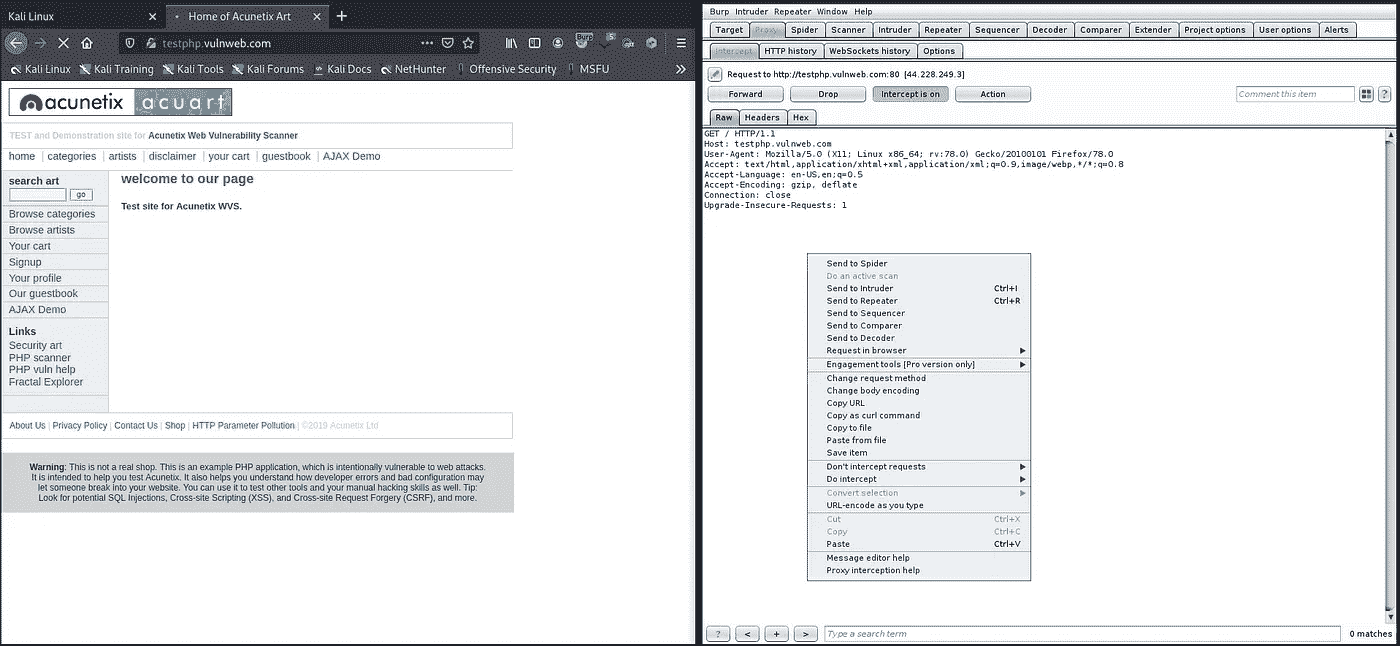 Kali Linux
Home of Acunetix Art
testphp.vulnweb.com
Burp
5
Kali Linux Kali Training Kali Tools Kali Forums Kali Docs NetHunter Offensive Security MSFU
acunetix acuart
TEST and Demonstration site for Acunetix Web Vulnerability Scanner
home categories artists disclaimer your cart guestbook AJAX Demo
search art
go
Browse categories
Browse artists
Your cart
Signup
Your profile
Our guestbook
AJAX Demo
Links
Security art
PHP scanner
PHP vuln help
Fractal Explorer
welcome to our page
Test site for Acunetix WVS.
About Us | Privacy Policy | Contact Us | Shop | HTTP Parameter Pollution | ©2019 Acunetix Ltd
Warning: This is not a real shop. This is an example PHP application, which is intentionally vulnerable to web attacks.
It is intended to help you test Acunetix. It also helps you understand how developer errors and bad configuration may
let someone break into your website. You can use it to test other tools and your manual hacking skills as well. Tip:
Look for potential SQL Injections, Cross-site Scripting (XSS), and Cross-site Request Forgery (CSRF), and more.
Burp Intruder Repeater Window Help
Target Proxy Spider Scanner Intruder Repeater Sequencer Decoder Comparer Extender Project options User options Alerts
Intercept HTTP history WebSockets history Options
Request to http://testphp.vulnweb.com:80 [44.228.249.3]
Forward Drop Intercept is on Action Comment this item ?
Raw Headers Hex
GET / HTTP/1.1
Host: testphp.vulnweb.com
User-Agent: Mozilla/5.0 (X11; Linux x86_64; rv:78.0) Gecko/20100101 Firefox/78.0
Accept: text/html,application/xhtml+xml,application/xml;q=0.9,image/webp,*/*;q=0.8
Accept-Language: en-US,en;q=0.5
Accept-Encoding: gzip, deflate
Connection: close
Upgrade-Insecure-Requests: 1
Send to Spider
Do an active scan
Send to Intruder Ctrl+I
Send to Repeater Ctrl+R
Send to Sequencer
Send to Comparer
Send to Decoder
Request in browser
Engagement tools [Pro version only]
Change request method
Change body encoding
Copy URL
Copy as curl command
Copy to file
Paste from file
Save item
Don't intercept requests
Do intercept
Convert selection
URL-encode as you type
Cut Ctrl+X
Copy Ctrl+C
Paste Ctrl+V
Message editor help
Proxy interception help
? < + > Type a search term 0 matches